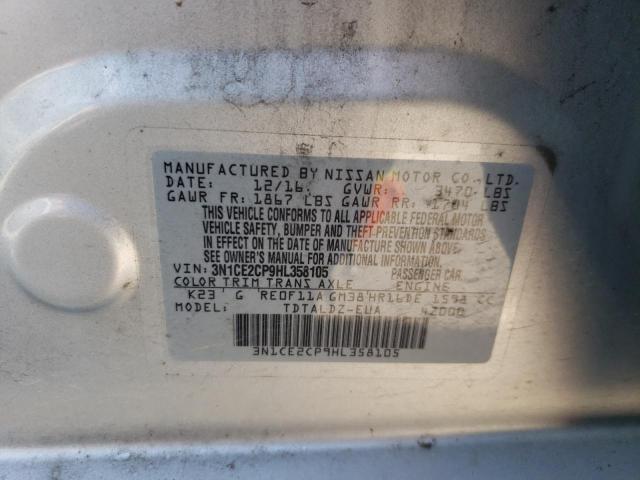 MANUFACTURED BY NISSAN MOTOR CO., LTD.
DATE: 12/16. GVWR: 3470 LBS
GAWR FR: 1867 LBS GAWR RR: 1704 LBS
THIS VEHICLE CONFORMS TO ALL APPLICABLE FEDERAL MOTOR
VEHICLE SAFETY, BUMPER, AND THEFT PREVENTION STANDARDS
IN EFFECT ON THE DATE OF MANUFACTURE SHOWN ABOVE.
SEE OWNER'S MANUAL FOR ADDITIONAL INFORMATION.
VIN: 3N1CE2CP9HL358105 PASSENGER CAR.
COLOR TRIM TRANS AXLE ENGINE
K23 G RE0F11A GM38 HR16DE 1598 CC
MODEL: TDTALDZ-EUA 42000
3N1CE2CP9HL358105